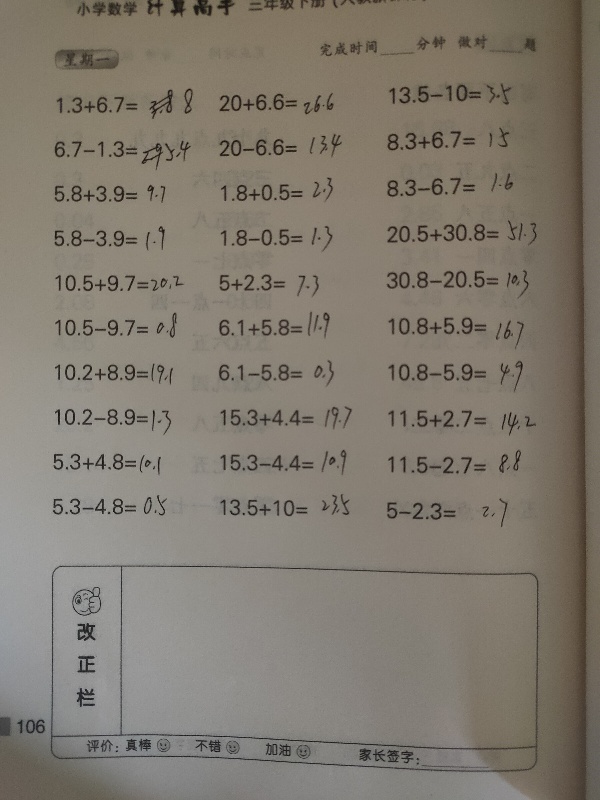 小学数学 计算高手 三年级下册
完成时间____分钟 做对____题
星期一
1.3+6.7= 8 20+6.6= 26.6 13.5−10= 3.5
6.7−1.3= 5.4 20−6.6= 13.4 8.3+6.7= 15
5.8+3.9= 9.7 1.8+0.5= 2.3 8.3−6.7= 1.6
5.8−3.9= 1.9 1.8−0.5= 1.3 20.5+30.8= 51.3
10.5+9.7= 20.2 5+2.3= 7.3 30.8−20.5= 10.3
10.5−9.7= 0.8 6.1+5.8= 11.9 10.8+5.9= 16.7
10.2+8.9= 19.1 6.1−5.8= 0.3 10.8−5.9= 4.9
10.2−8.9= 1.3 15.3+4.4= 19.7 11.5+2.7= 14.2
5.3+4.8= 10.1 15.3−4.4= 10.9 11.5−2.7= 8.8
5.3−4.8= 0.5 13.5+10= 23.5 5−2.3= 2.7
改正栏
106
评价：真棒 不错 加油 家长签字：____